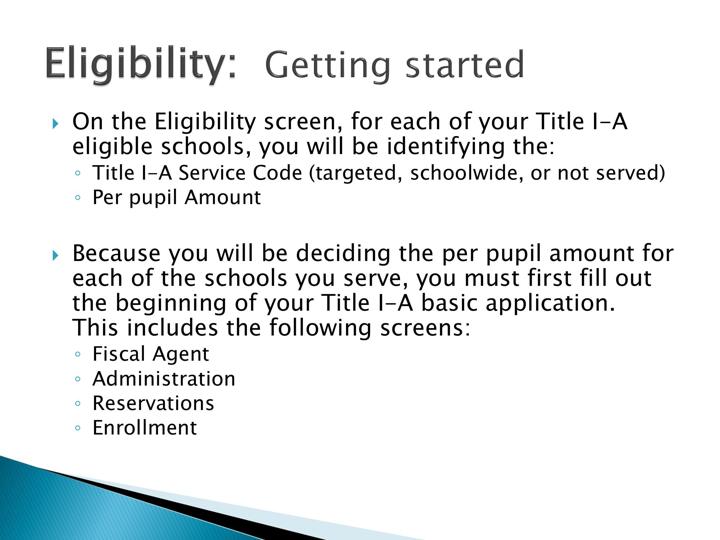 Eligibility: Getting started
On the Eligibility screen, for each of your Title I-A
eligible schools, you will be identifying the:
Title I-A Service Code (targeted, schoolwide, or not served)
Per pupil Amount
Because you will be deciding the per pupil amount for
each of the schools you serve, you must first fill out
the beginning of your Title I-A basic application.
This includes the following screens:
Fiscal Agent
Administration
Reservations
Enrollment